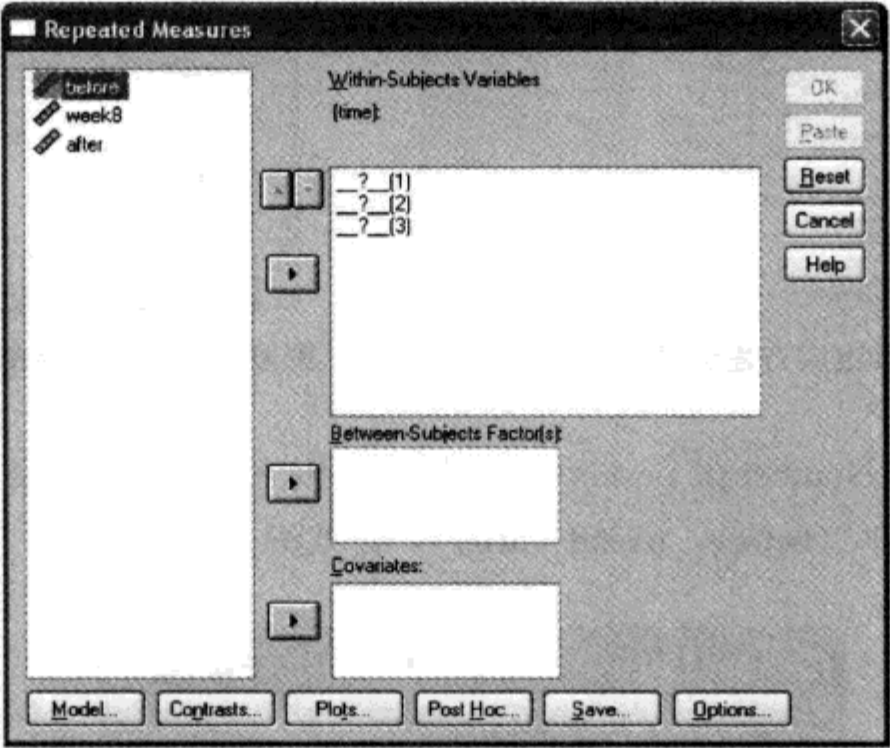 Repeated Measures
before
week8
after
Within-Subjects Variables
(time):
__?__(1)
__?__(2)
__?__(3)
OK
Paste
Reset
Cancel
Help
Between-Subjects Factor(s):
Covariates:
Model...
Contrasts...
Plots...
Post Hoc...
Save...
Options...